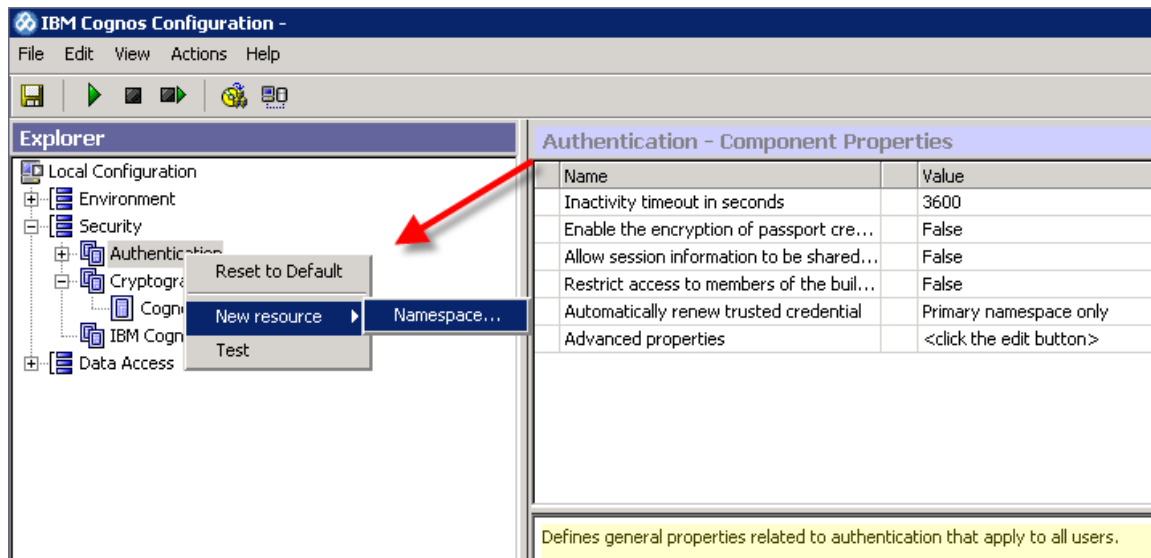 IBM Cognos Configuration -
File Edit View Actions Help
Explorer
Local Configuration
Environment
Security
Authentication
Cryptogra
Cogn
IBM Cogn
Data Access
Reset to Default
New resource
Test
Namespace...
Authentication - Component Properties
Name Value
Inactivity timeout in seconds 3600
Enable the encryption of passport cre... False
Allow session information to be shared... False
Restrict access to members of the buil... False
Automatically renew trusted credential Primary namespace only
Advanced properties <click the edit button>
Defines general properties related to authentication that apply to all users.